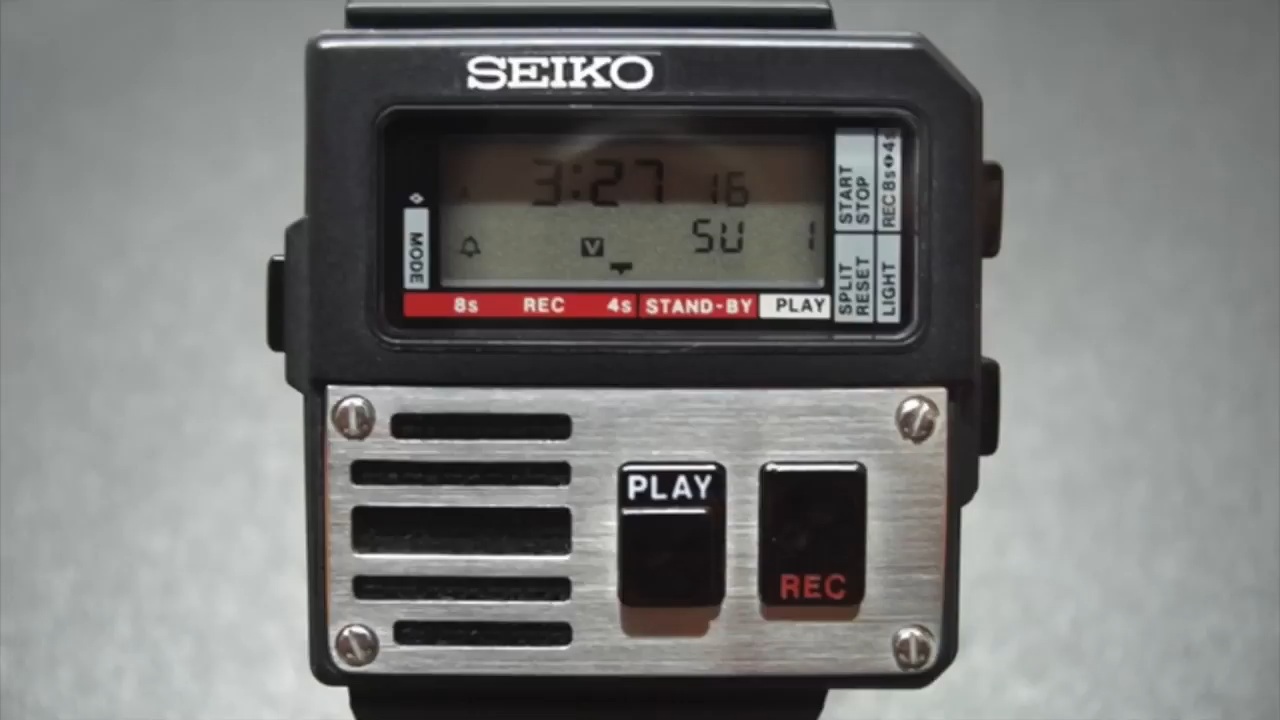 SEIKO
3:27 16
V SU 1
MODE
START STOP
REC 8s↔4s
SPLIT RESET
LIGHT
8s REC 4s STAND-BY PLAY
PLAY
REC